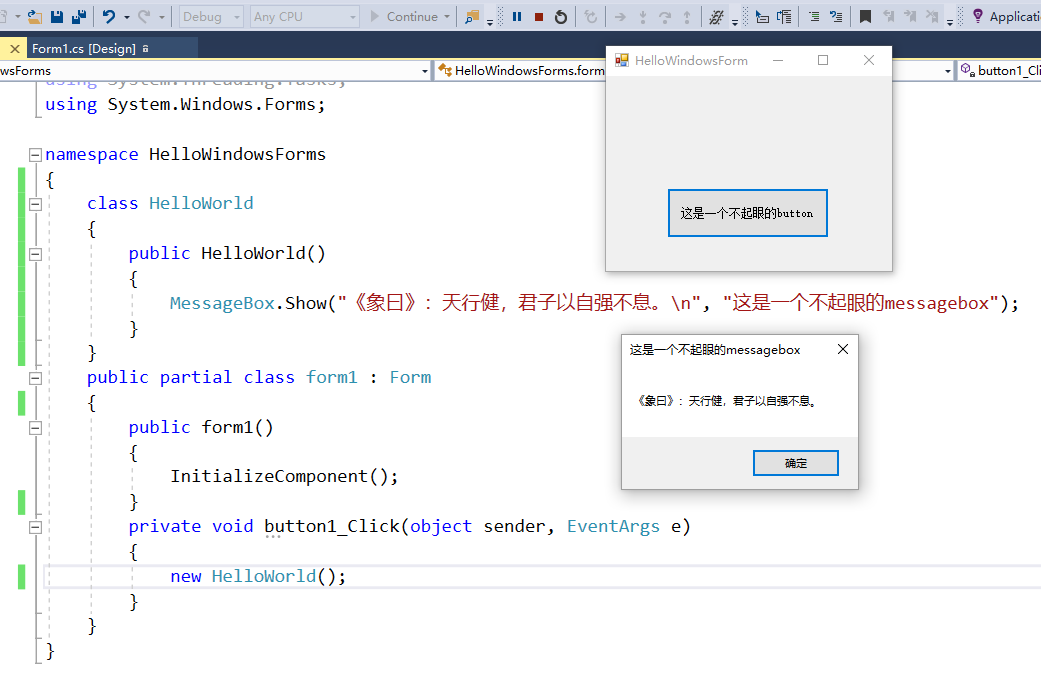 Debug
Any CPU
Continue
Form1.cs [Design]
wsForms
HelloWindowsForms.form
button1_Cli
using System.Threading.Tasks;
using System.Windows.Forms;
namespace HelloWindowsForms
{
class HelloWorld
{
public HelloWorld()
{
MessageBox.Show("《象曰》：天行健，君子以自强不息。\n", "这是一个不起眼的messagebox");
}
}
public partial class form1 : Form
{
public form1()
{
InitializeComponent();
}
private void button1_Click(object sender, EventArgs e)
{
new HelloWorld();
}
}
}
Applicati
HelloWindowsForm
这是一个不起眼的button
这是一个不起眼的messagebox
《象曰》：天行健，君子以自强不息。
确定